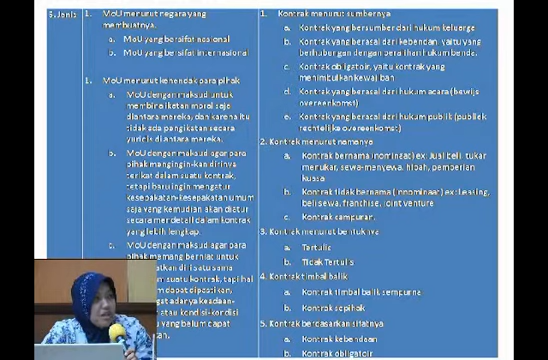 5. Jenis
1. MoU menurut negara yang
membuatnya.
a. MoU yang bersifat nasional
b. MoU yang bersifat internasional
1. MoU menurut kehendak para pihak
a. MoU dengan maksud untuk
membina ikatan moral saja
diantara mereka, dan karena itu
tidak ada pengikatan secara
yuridis diantara mereka.
b. MoU dengan maksud agar para
pihak mengingin-kan dirinya
terikat dalam suatu kontrak,
tetapi baru ingin mengatur
kesepakatan-kesepakatan umum
saja yang kemudian akan diatur
secara mendetail dalam kontrak
yang lebih lengkap.
c. MoU dengan maksud agar para
pihak memang berniat untuk
diri satu sama
suatu kontrak, tapi hal
dapat dipastikan,
adanya keadaan-
atau kondisi-kondisi
yang belum dapat
1. Kontrak menurut sumbernya
a. Kontrak yang bersumber dari hukum keluarga
b. Kontrak yang berasal dari kebendaan yaitu yang
berhubungan dengan peralihan hukum benda.
c. Kontrak obligatoir, yaitu kontrak yang
menimbulkan kewajiban
d. Kontrak yang berasal dari hukum acara (bewijs
overeenkomst)
e. Kontrak yang berasal dari hukum publik (publiek
rechtelijke overeenkomst)
2. Kontrak menurut namanya
a. Kontrak bernama (nominaat) ex: Jual beli, tukar
menukar, sewa-menyewa, hibah, pemberian
kuasa
b. Kontrak tidak bernama (innominaat) ex: leasing,
beli sewa, franchise, joint venture
c. Kontrak campuran.
3. Kontrak menurut bentuknya
a. Tertulis
b. Tidak Tertulis
4. Kontrak timbal balik
a. Kontrak timbal balik sempurna
b. Kontrak sepihak
5. Kontrak berdasarkan sifatnya
a. Kontrak kebendaan
b. Kontrak obligatoir